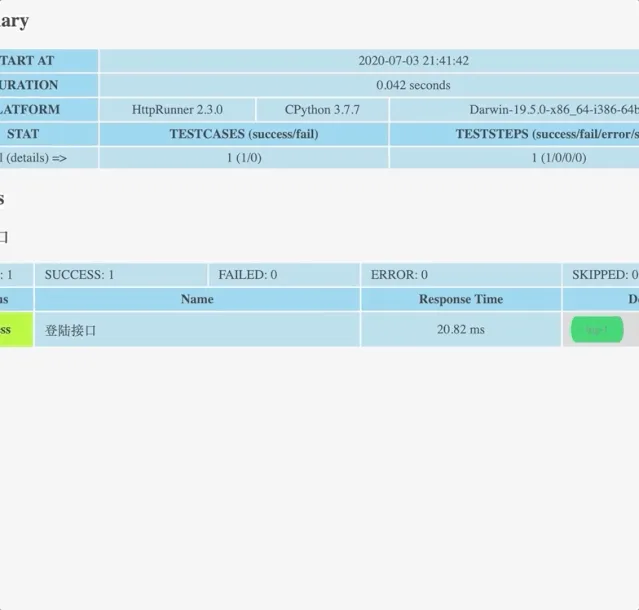 ary
TART AT 2020-07-03 21:41:42
URATION 0.042 seconds
LATFORM HttpRunner 2.3.0 CPython 3.7.7 Darwin-19.5.0-x86_64-i386-64b
STAT TESTCASES (success/fail) TESTSTEPS (success/fail/error/s
l (details) => 1 (1/0) 1 (1/0/0/0)
s
口
: 1 SUCCESS: 1 FAILED: 0 ERROR: 0 SKIPPED: 0
us Name Response Time De
ss 登陆接口 20.82 ms